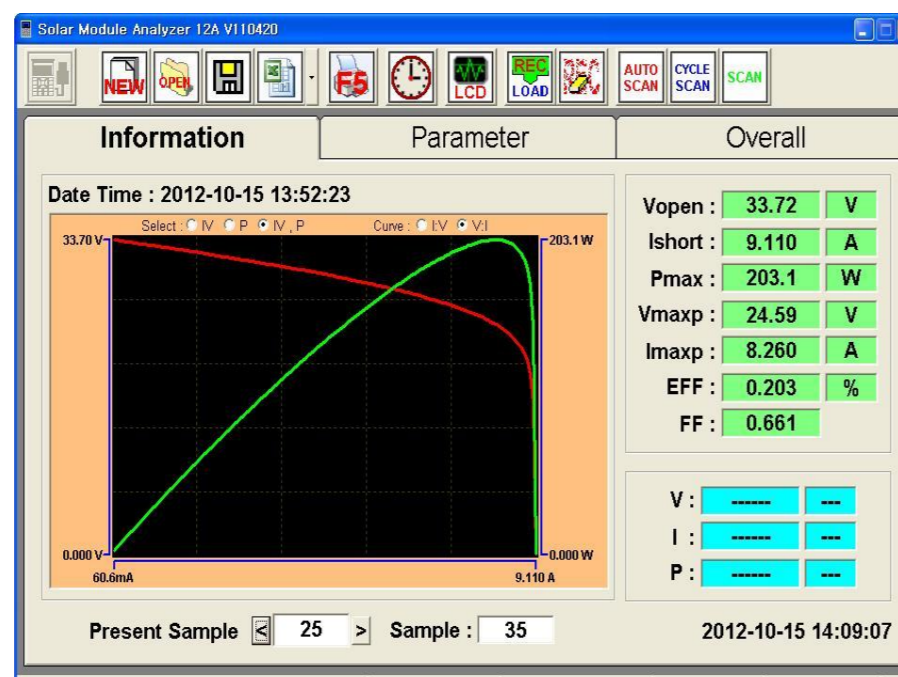 Solar Module Analyzer 12A V110420
NEW OPEN F5 LCD REC LOAD REC AUTO SCAN CYCLE SCAN SCAN
Information Parameter Overall
Date Time : 2012-10-15 13:52:23
Select : IV P IV , P Curve : I:V V:I
33.70 V 203.1 W
0.000 V 0.000 W
60.6mA 9.110 A
Vopen : 33.72 V
Ishort : 9.110 A
Pmax : 203.1 W
Vmaxp : 24.59 V
Imaxp : 8.260 A
EFF : 0.203 %
FF : 0.661
V : ------ ---
I : ------ ---
P : ------ ---
Present Sample < 25 > Sample : 35
2012-10-15 14:09:07